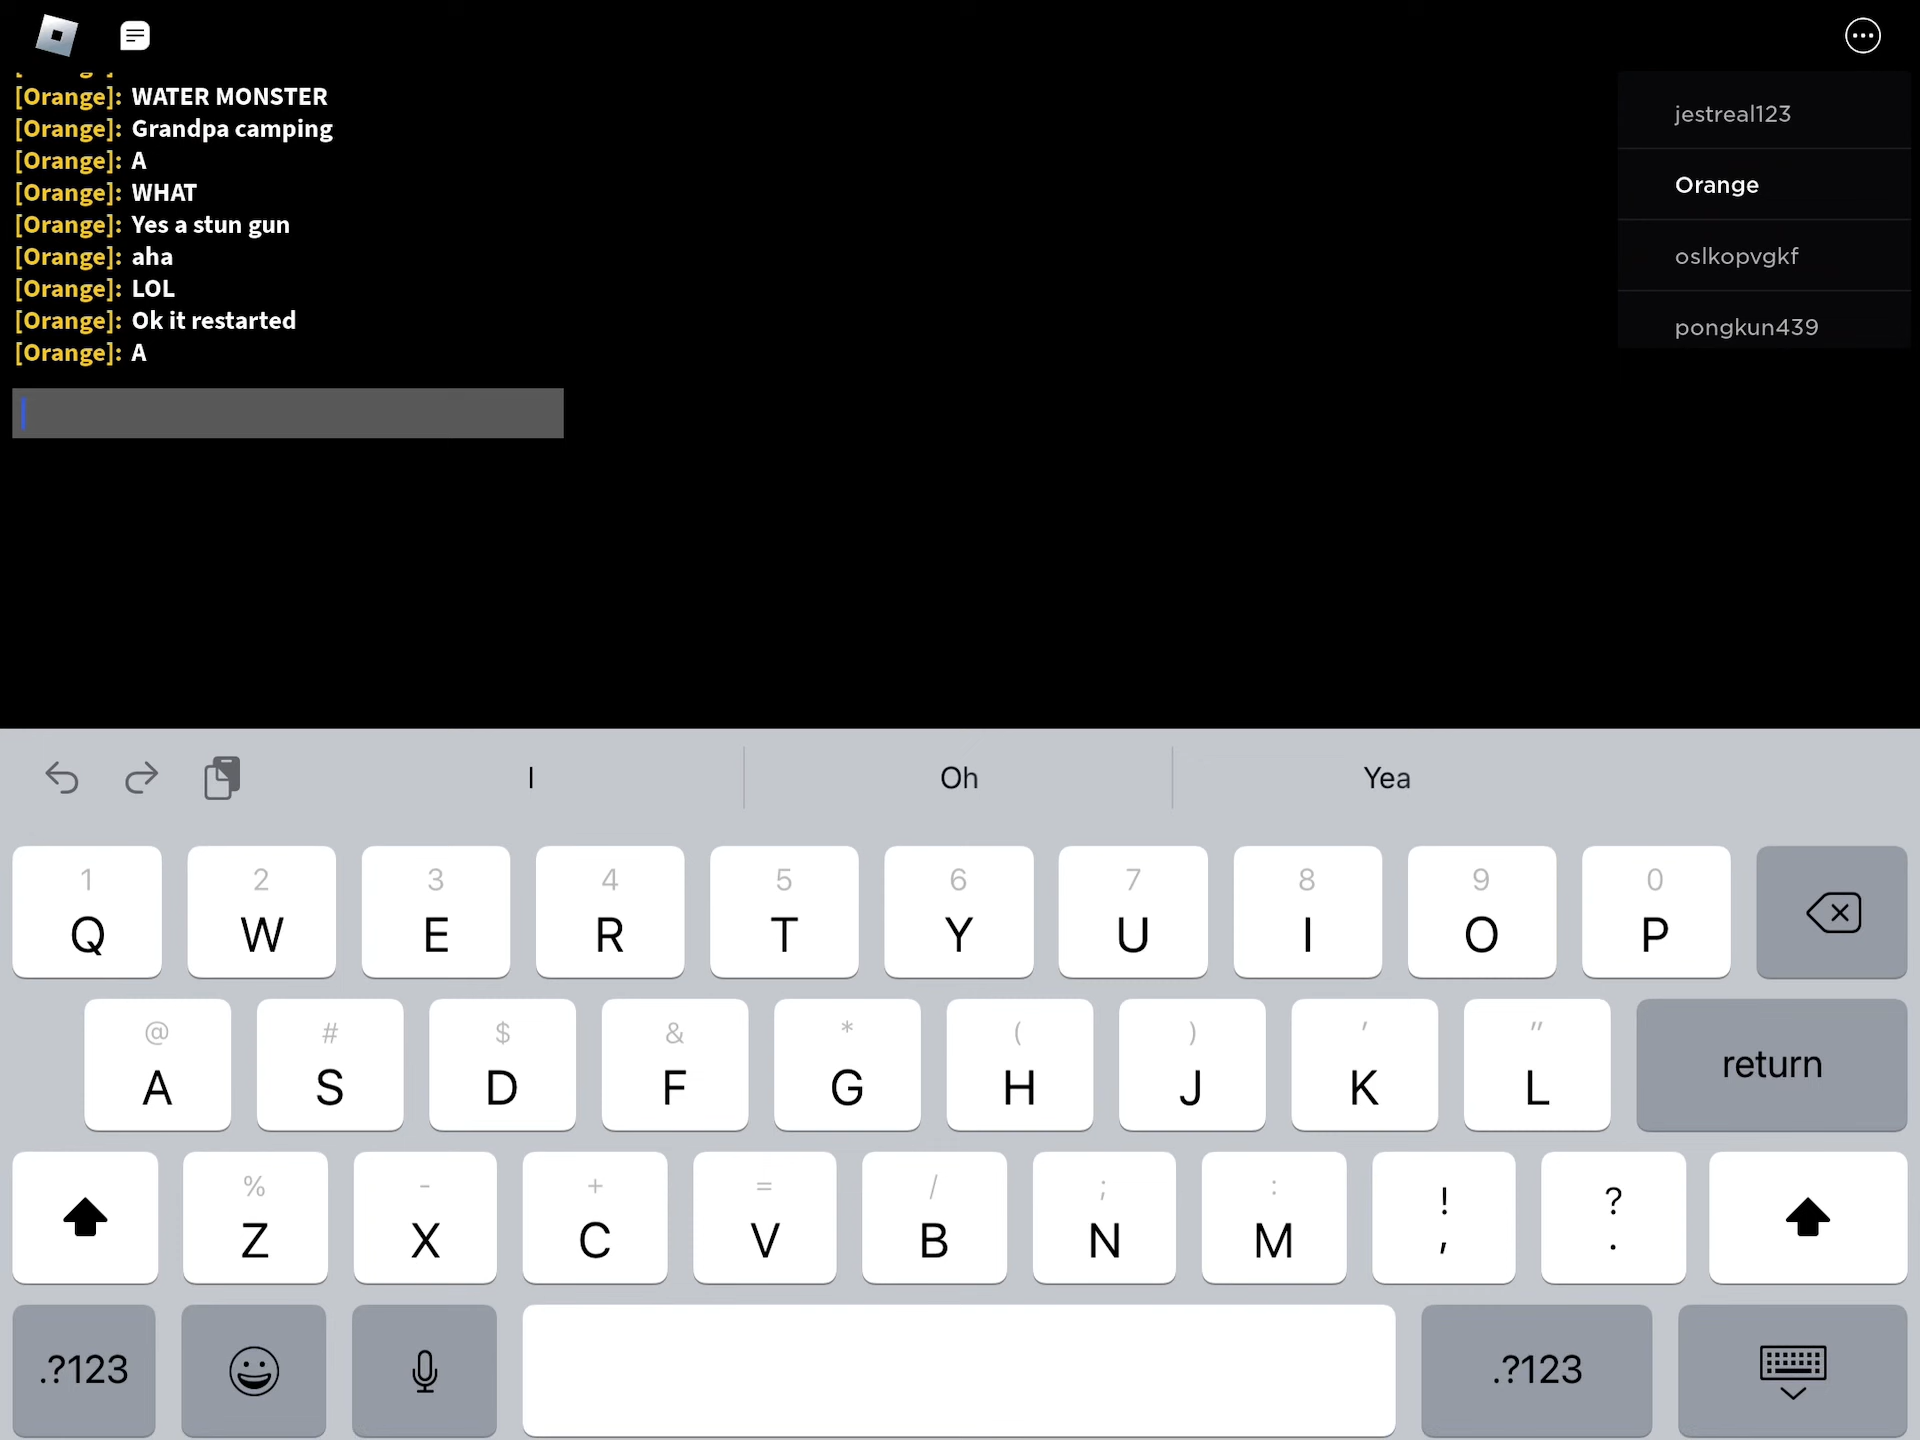 [Orange]: WATER MONSTER
[Orange]: Grandpa camping
[Orange]: A
[Orange]: WHAT
[Orange]: Yes a stun gun
[Orange]: aha
[Orange]: LOL
[Orange]: Ok it restarted
[Orange]: A
jestreal123
Orange
oslkopvgkf
pongkun439
I Oh Yea
1 2 3 4 5 6 7 8 9 0
Q W E R T Y U I O P
@ # $ & * ( ) ' "
A S D F G H J K L return
% - + = / ; : ! ?
Z X C V B N M , .
.?123 .?123